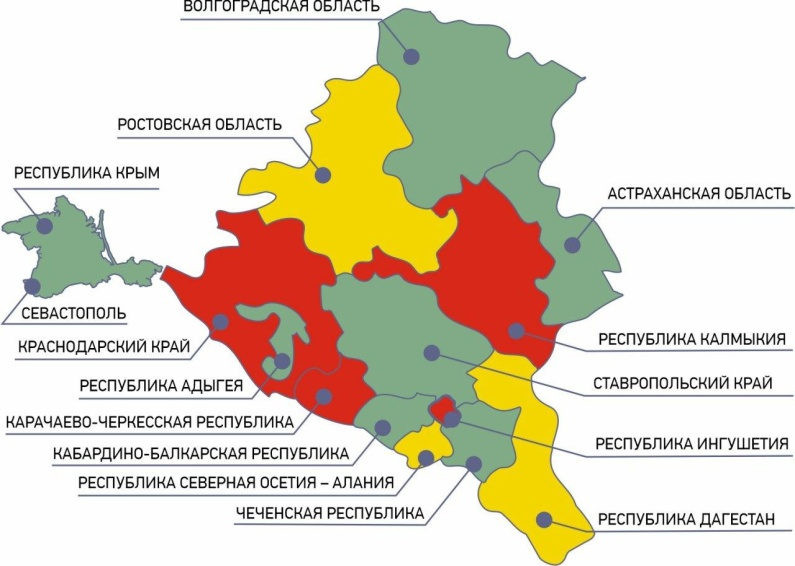 ВОЛГОГРАДСКАЯ ОБЛАСТЬ
РОСТОВСКАЯ ОБЛАСТЬ
РЕСПУБЛИКА КРЫМ
АСТРАХАНСКАЯ ОБЛАСТЬ
СЕВАСТОПОЛЬ
КРАСНОДАРСКИЙ КРАЙ
РЕСПУБЛИКА КАЛМЫКИЯ
РЕСПУБЛИКА АДЫГЕЯ
СТАВРОПОЛЬСКИЙ КРАЙ
КАРАЧАЕВО-ЧЕРКЕССКАЯ РЕСПУБЛИКА
РЕСПУБЛИКА ИНГУШЕТИЯ
КАБАРДИНО-БАЛКАРСКАЯ РЕСПУБЛИКА
РЕСПУБЛИКА СЕВЕРНАЯ ОСЕТИЯ – АЛАНИЯ
ЧЕЧЕНСКАЯ РЕСПУБЛИКА
РЕСПУБЛИКА ДАГЕСТАН